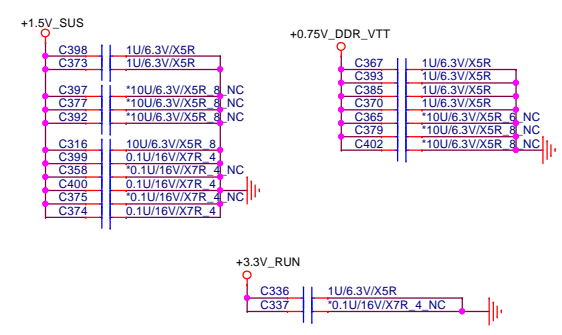 +1.5V_SUS
C398 1U/6.3V/X5R
C373 1U/6.3V/X5R
C397 *10U/6.3V/X5R_8_NC
C377 *10U/6.3V/X5R_8_NC
C392 *10U/6.3V/X5R_8_NC
C316 10U/6.3V/X5R_8
C399 0.1U/16V/X7R_4
C358 *0.1U/16V/X7R_4_NC
C400 0.1U/16V/X7R_4
C375 *0.1U/16V/X7R_4_NC
C374 0.1U/16V/X7R_4
+0.75V_DDR_VTT
C367 1U/6.3V/X5R
C393 1U/6.3V/X5R
C385 1U/6.3V/X5R
C370 1U/6.3V/X5R
C365 *10U/6.3V/X5R_6_NC
C379 *10U/6.3V/X5R_8_NC
C402 *10U/6.3V/X5R_8_NC
+3.3V_RUN
C336 1U/6.3V/X5R
C337 *0.1U/16V/X7R_4_NC